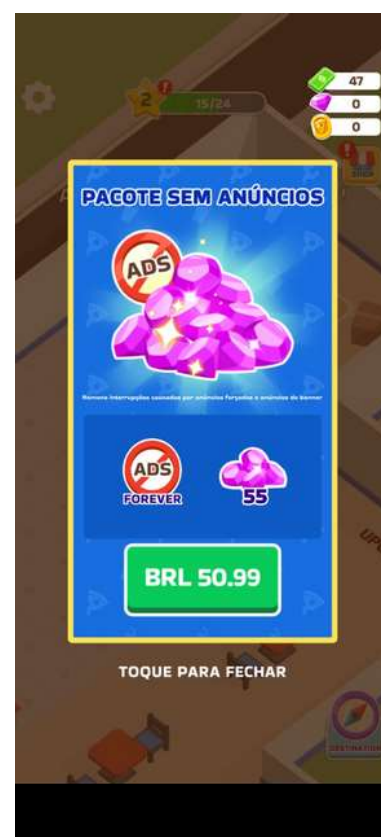 47
2
15/24
0
0
PACOTE SEM ANÚNCIOS
ADS
Remove interrupções causadas por anúncios forçados e anúncios de banner
ADS
FOREVER
55
BRL 50.99
TOQUE PARA FECHAR
DESTINATION